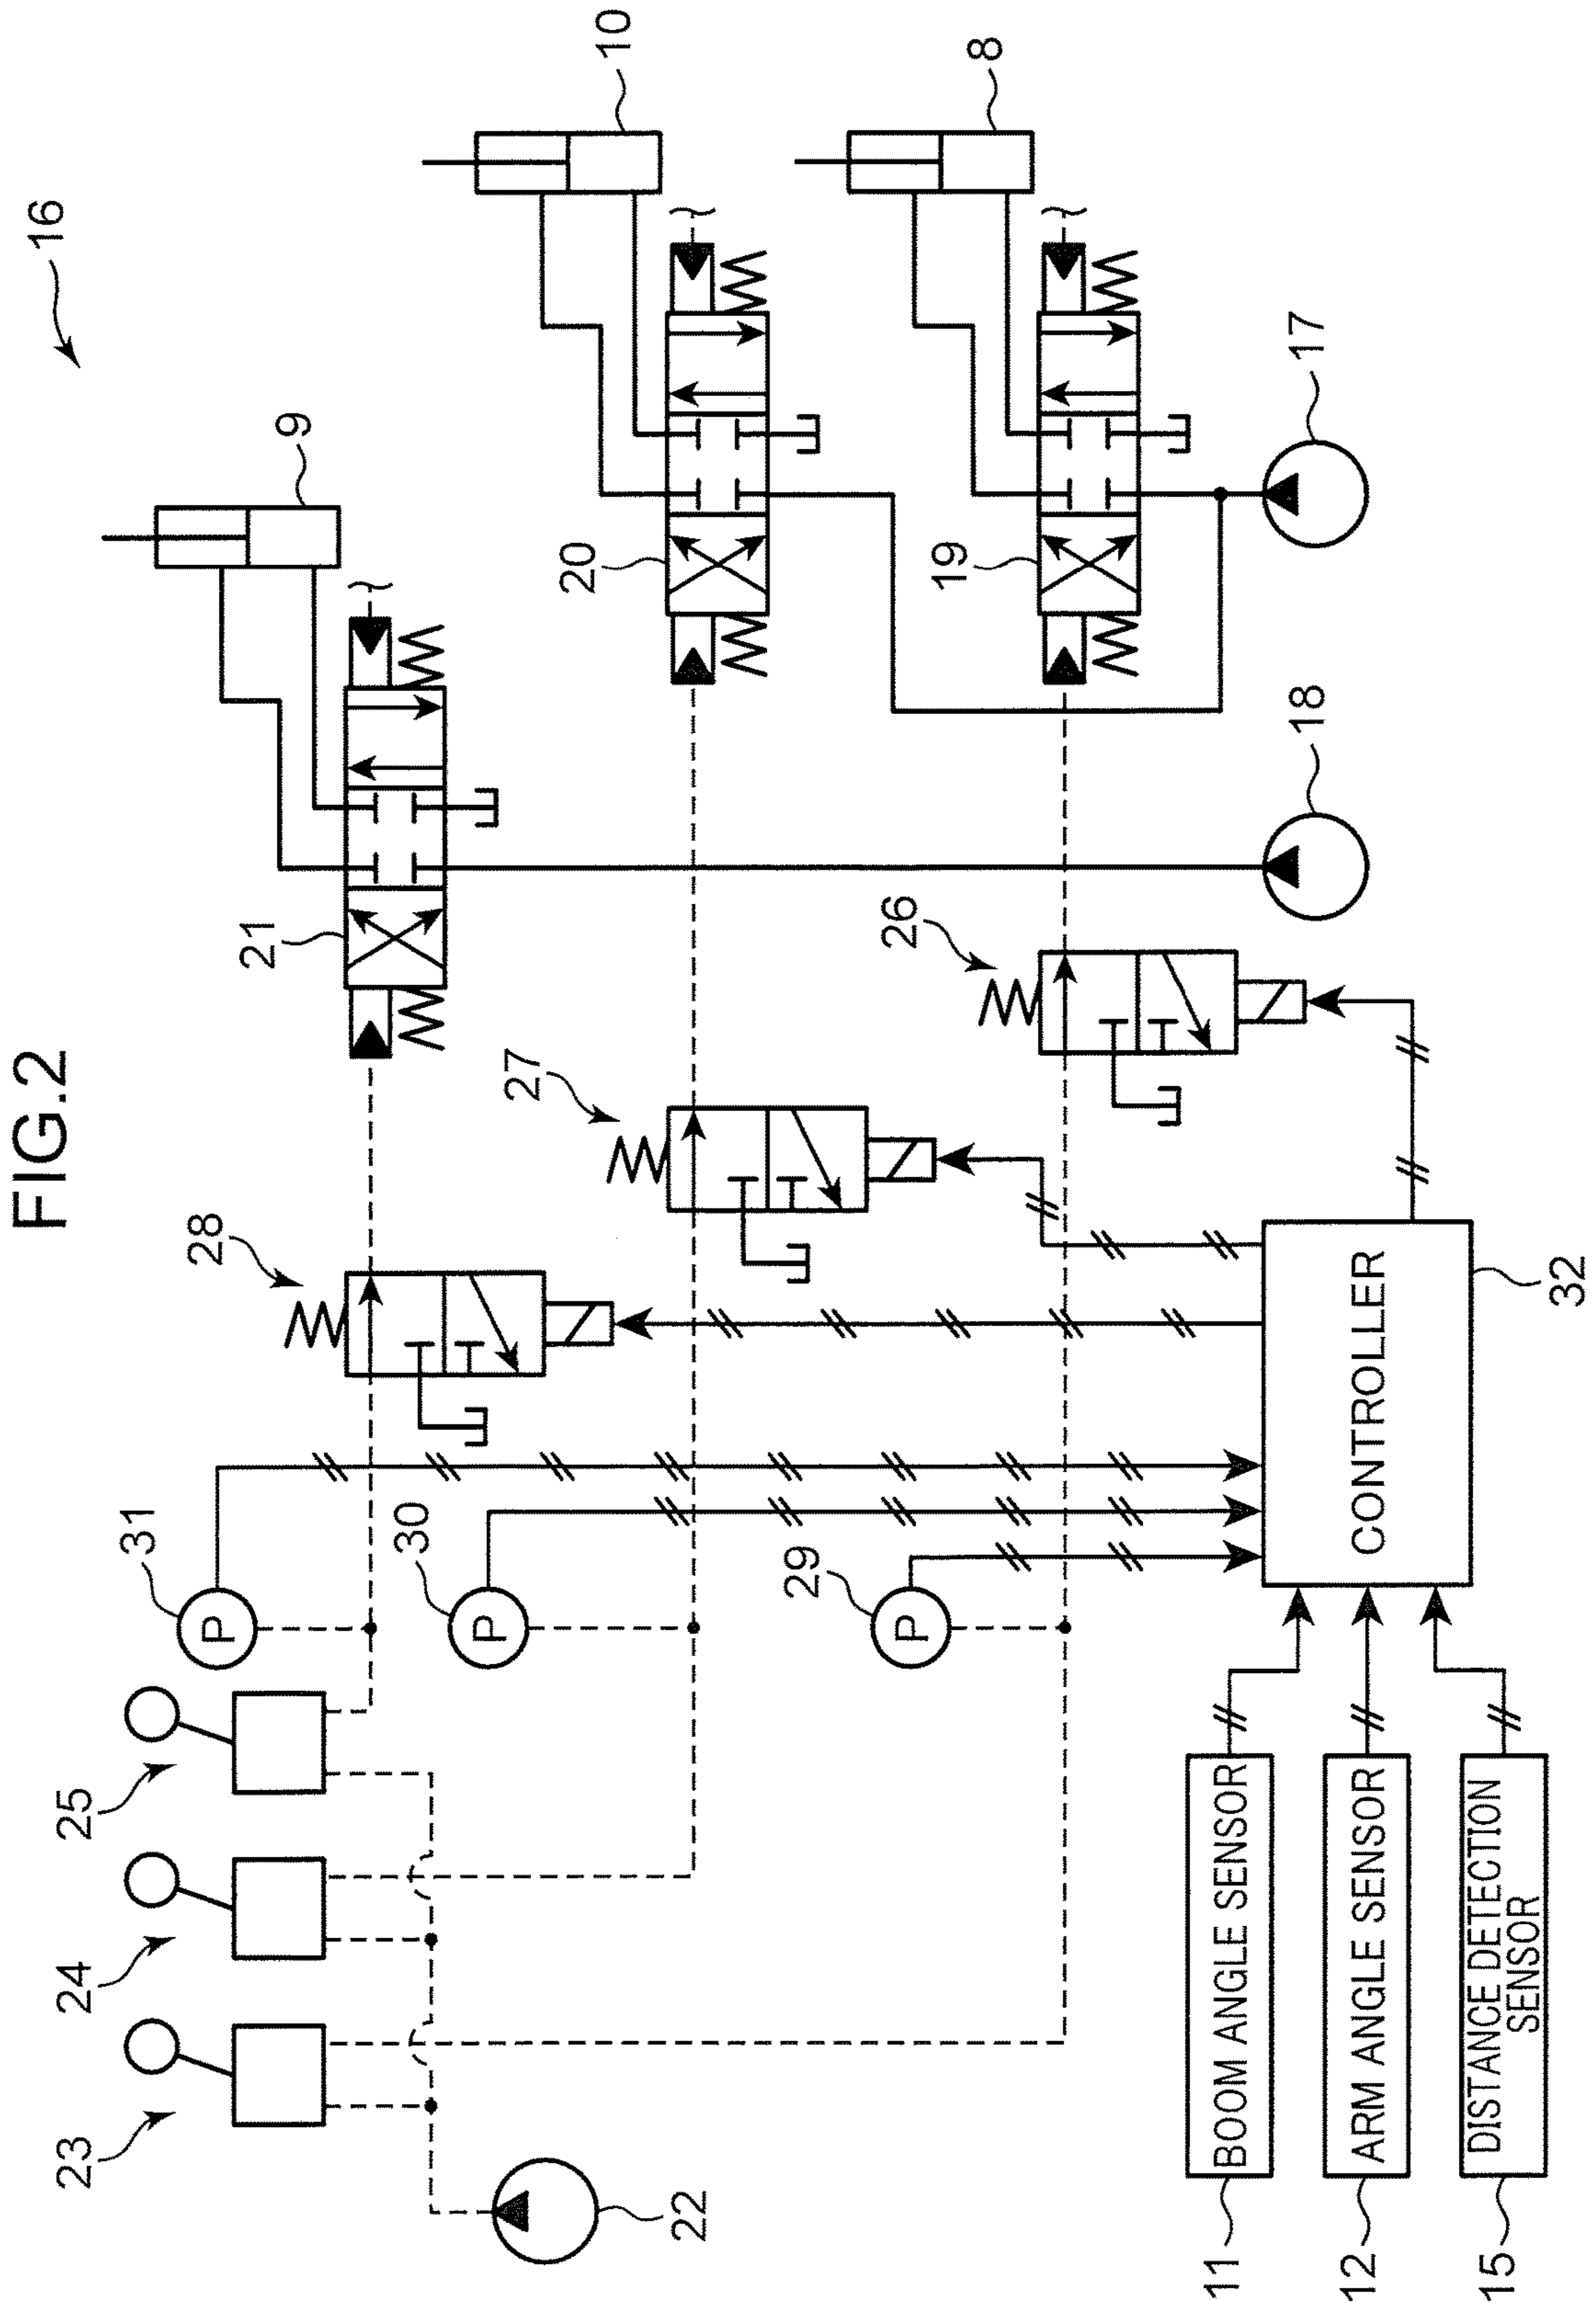 FIG.2
16
10
8
9
20
19
17
21
18
26
27
28
31
30
29
P
P
P
CONTROLLER
32
25
24
23
22
11
BOOM ANGLE SENSOR
12
ARM ANGLE SENSOR
15
DISTANCE DETECTION
SENSOR